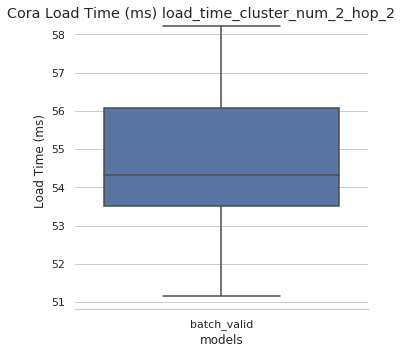 Cora Load Time (ms) load_time_cluster_num_2_hop_2
58
57
56
55
54
53
52
51
Load Time (ms)
batch_valid
models